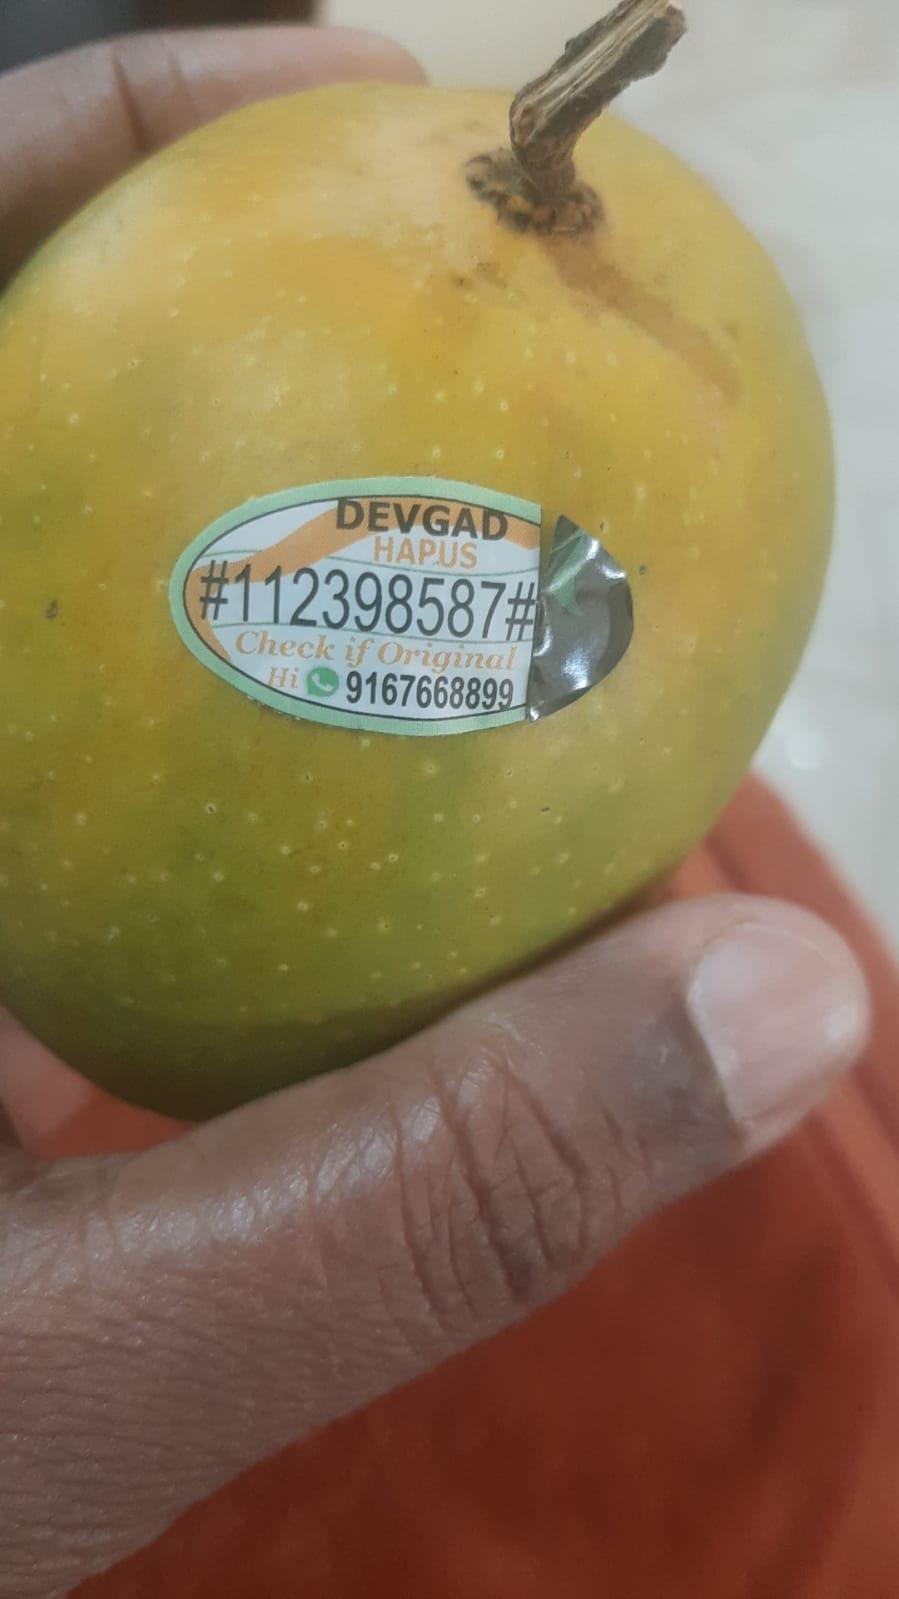 DEVGAD
HAPUS
#112398587#
Check if Original
Hi 9167668899